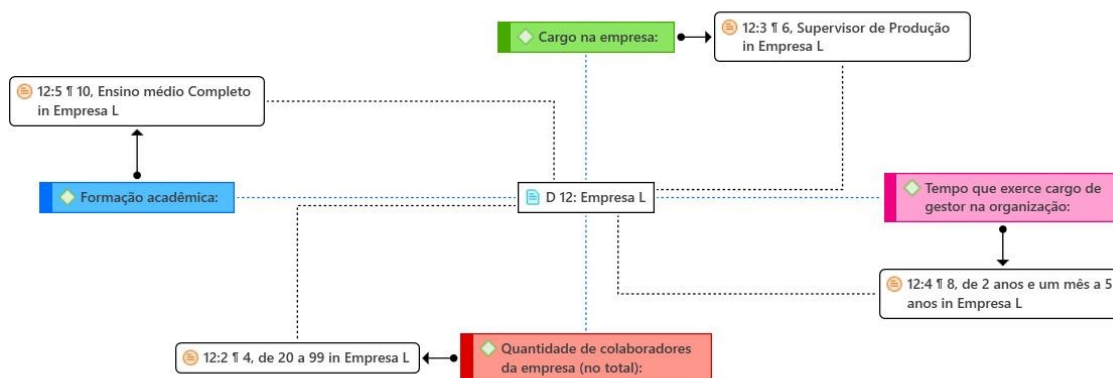 Cargo na empresa:
12:3 ¶ 6, Supervisor de Produção
in Empresa L
12:5 ¶ 10, Ensino médio Completo
in Empresa L
Formação acadêmica:
D 12: Empresa L
Tempo que exerce cargo de
gestor na organização:
12:4 ¶ 8, de 2 anos e um mês a 5
anos in Empresa L
12:2 ¶ 4, de 20 a 99 in Empresa L
Quantidade de colaboradores
da empresa (no total):